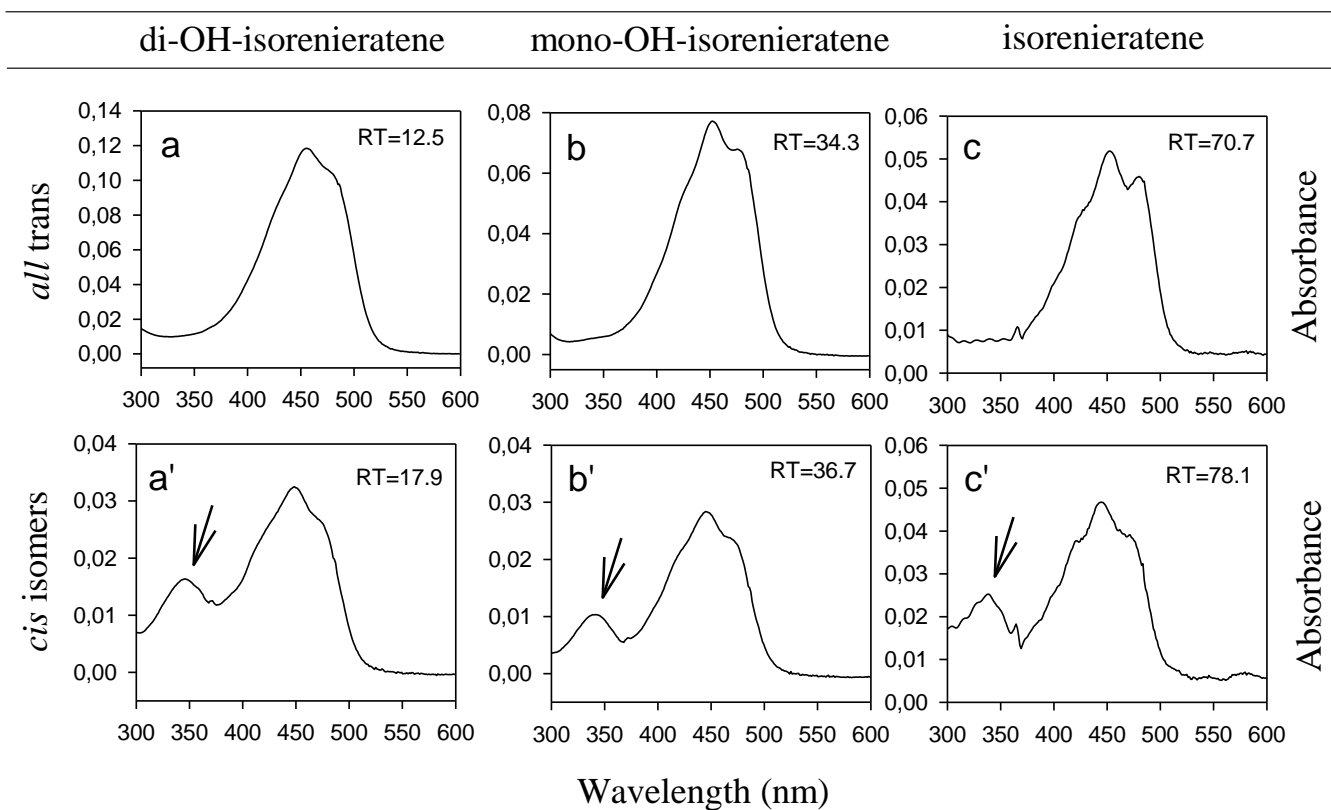 di-OH-isorenieratene mono-OH-isorenieratene isorenieratene
all trans
a RT=12.5
0,14
0,12
0,10
0,08
0,06
0,04
0,02
0,00
300 350 400 450 500 550 600
b RT=34.3
0,08
0,06
0,04
0,02
0,00
300 350 400 450 500 550 600
c RT=70.7
0,06
0,05
0,04
0,03
0,02
0,01
0,00
300 350 400 450 500 550 600
Absorbance
cis isomers
a' RT=17.9
0,04
0,03
0,02
0,01
0,00
300 350 400 450 500 550 600
b' RT=36.7
0,04
0,03
0,02
0,01
0,00
300 350 400 450 500 550 600
c' RT=78.1
0,06
0,05
0,04
0,03
0,02
0,01
0,00
300 350 400 450 500 550 600
Absorbance
Wavelength (nm)